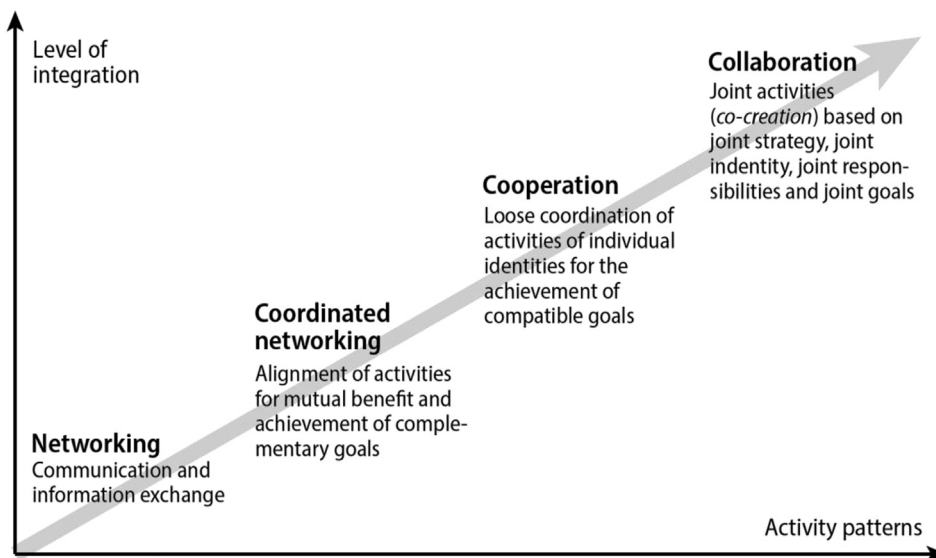 Level of
integration
Collaboration
Joint activities
(co-creation) based on
joint strategy, joint
indentity, joint respon-
sibilities and joint goals
Cooperation
Loose coordination of
activities of individual
identities for the
achievement of
compatible goals
Coordinated
networking
Alignment of activities
for mutual benefit and
achievement of comple-
mentary goals
Networking
Communication and
information exchange
Activity patterns